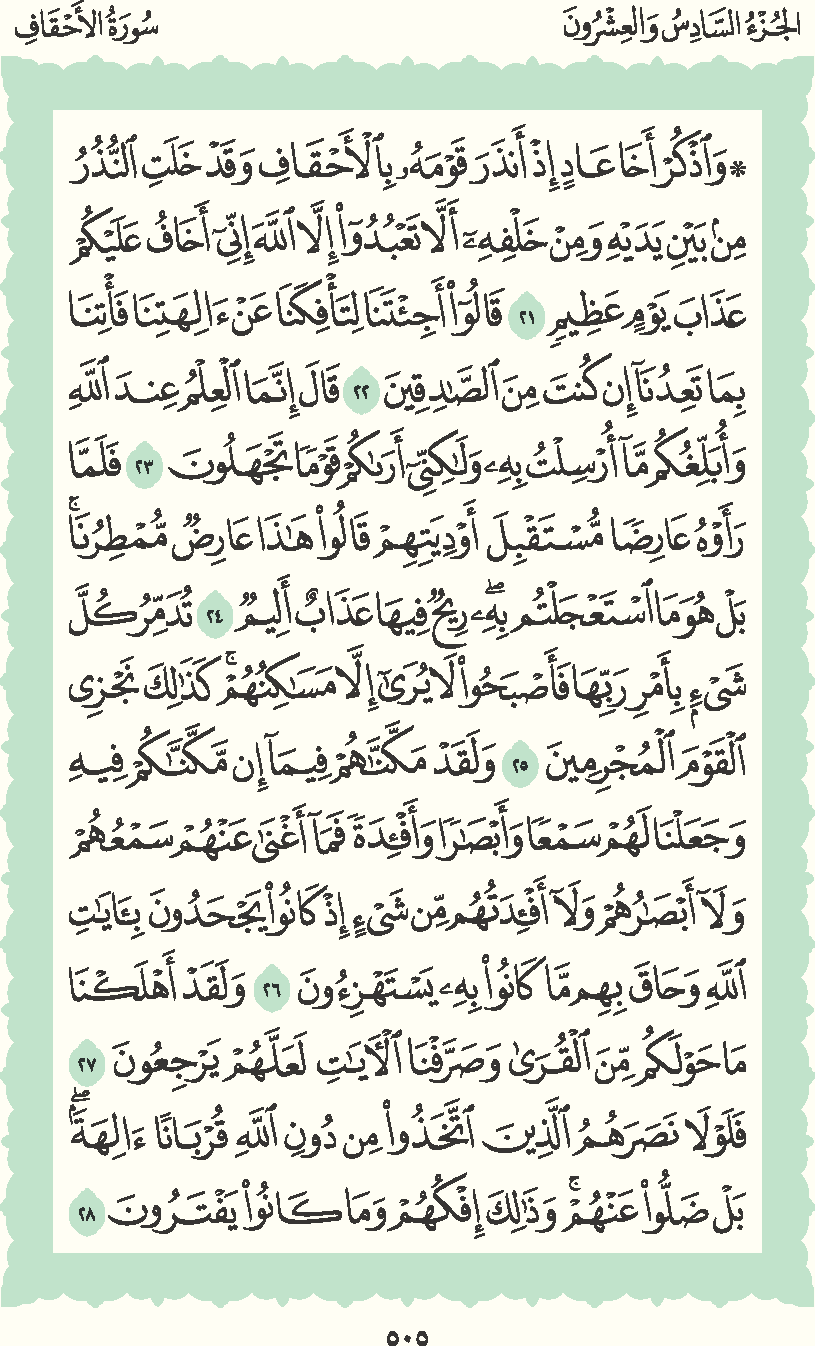 الجُزْءُ السَّادِسُ وَالعِشْرُونَ سُورَةُ الأَحْقَافِ
* وَٱذْكُرْ أَخَا عَادٍ إِذْ أَنذَرَ قَوْمَهُۥ بِٱلْأَحْقَافِ وَقَدْ خَلَتِ ٱلنُّذُرُ
مِنۢ بَيْنِ يَدَيْهِ وَمِنْ خَلْفِهِۦٓ أَلَّا تَعْبُدُوٓا۟ إِلَّا ٱللَّهَ إِنِّىٓ أَخَافُ عَلَيْكُمْ
عَذَابَ يَوْمٍ عَظِيمٍ ٢١ قَالُوٓا۟ أَجِئْتَنَا لِتَأْفِكَنَا عَنْ ءَالِهَتِنَا فَأْتِنَا
بِمَا تَعِدُنَآ إِن كُنتَ مِنَ ٱلصَّٰدِقِينَ ٢٢ قَالَ إِنَّمَا ٱلْعِلْمُ عِندَ ٱللَّهِ
وَأُبَلِّغُكُم مَّآ أُرْسِلْتُ بِهِۦ وَلَٰكِنِّىٓ أَرَىٰكُمْ قَوْمًا تَجْهَلُونَ ٢٣ فَلَمَّا
رَأَوْهُ عَارِضًا مُّسْتَقْبِلَ أَوْدِيَتِهِمْ قَالُوا۟ هَٰذَا عَارِضٌ مُّمْطِرُنَا ۚ
بَلْ هُوَ مَا ٱسْتَعْجَلْتُم بِهِۦ ۖ رِيحٌ فِيهَا عَذَابٌ أَلِيمٌ ٢٤ تُدَمِّرُ كُلَّ
شَىْءٍۭ بِأَمْرِ رَبِّهَا فَأَصْبَحُوا۟ لَا يُرَىٰٓ إِلَّا مَسَٰكِنُهُمْ ۚ كَذَٰلِكَ نَجْزِى
ٱلْقَوْمَ ٱلْمُجْرِمِينَ ٢٥ وَلَقَدْ مَكَّنَّٰهُمْ فِيمَآ إِن مَّكَّنَّٰكُمْ فِيهِ
وَجَعَلْنَا لَهُمْ سَمْعًا وَأَبْصَٰرًا وَأَفْـِٔدَةً فَمَآ أَغْنَىٰ عَنْهُمْ سَمْعُهُمْ
وَلَآ أَبْصَٰرُهُمْ وَلَآ أَفْـِٔدَتُهُم مِّن شَىْءٍ إِذْ كَانُوا۟ يَجْحَدُونَ بِـَٔايَٰتِ
ٱللَّهِ وَحَاقَ بِهِم مَّا كَانُوا۟ بِهِۦ يَسْتَهْزِءُونَ ٢٦ وَلَقَدْ أَهْلَكْنَا
مَا حَوْلَكُم مِّنَ ٱلْقُرَىٰ وَصَرَّفْنَا ٱلْـَٔايَٰتِ لَعَلَّهُمْ يَرْجِعُونَ ٢٧
فَلَوْلَا نَصَرَهُمُ ٱلَّذِينَ ٱتَّخَذُوا۟ مِن دُونِ ٱللَّهِ قُرْبَانًا ءَالِهَةًۢ ۖ
بَلْ ضَلُّوا۟ عَنْهُمْ ۚ وَذَٰلِكَ إِفْكُهُمْ وَمَا كَانُوا۟ يَفْتَرُونَ ٢٨
٥٠٥